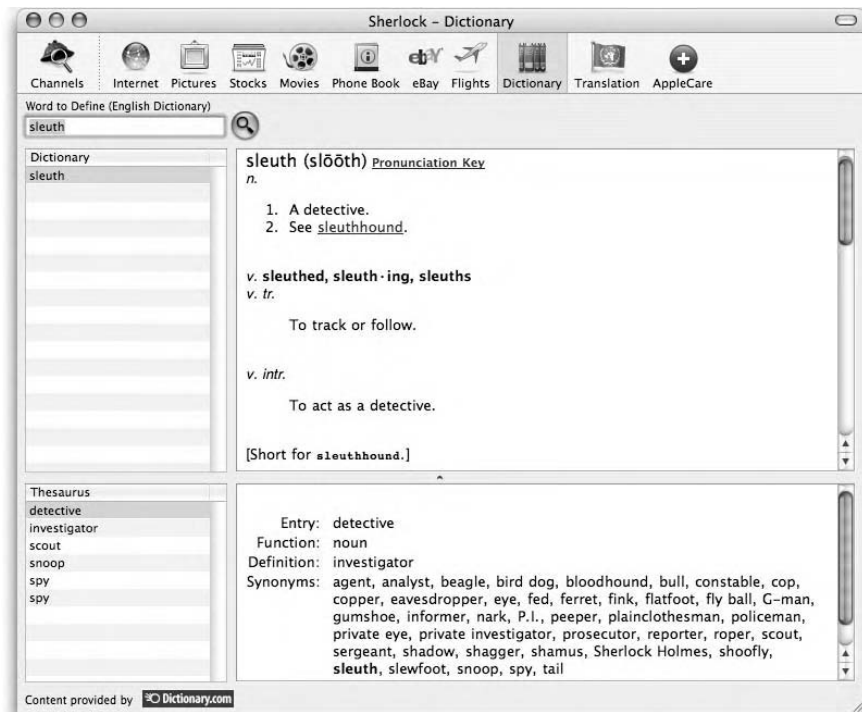 Sherlock – Dictionary
Channels Internet Pictures Stocks Movies Phone Book eBay Flights Dictionary Translation AppleCare
Word to Define (English Dictionary)
sleuth
Dictionary
sleuth
sleuth (slōōth) Pronunciation Key
n.
1. A detective.
2. See sleuthhound.
v. sleuthed, sleuth·ing, sleuths
v. tr.
To track or follow.
v. intr.
To act as a detective.
[Short for sleuthhound.]
Thesaurus
detective
investigator
scout
snoop
spy
spy
Entry: detective
Function: noun
Definition: investigator
Synonyms: agent, analyst, beagle, bird dog, bloodhound, bull, constable, cop,
copper, eavesdropper, eye, fed, ferret, fink, flatfoot, fly ball, G-man,
gumshoe, informer, nark, P.I., peeper, plainclothesman, policeman,
private eye, private investigator, prosecutor, reporter, roper, scout,
sergeant, shadow, shagger, shamus, Sherlock Holmes, shoofly,
sleuth, slewfoot, snoop, spy, tail
Content provided by Dictionary.com